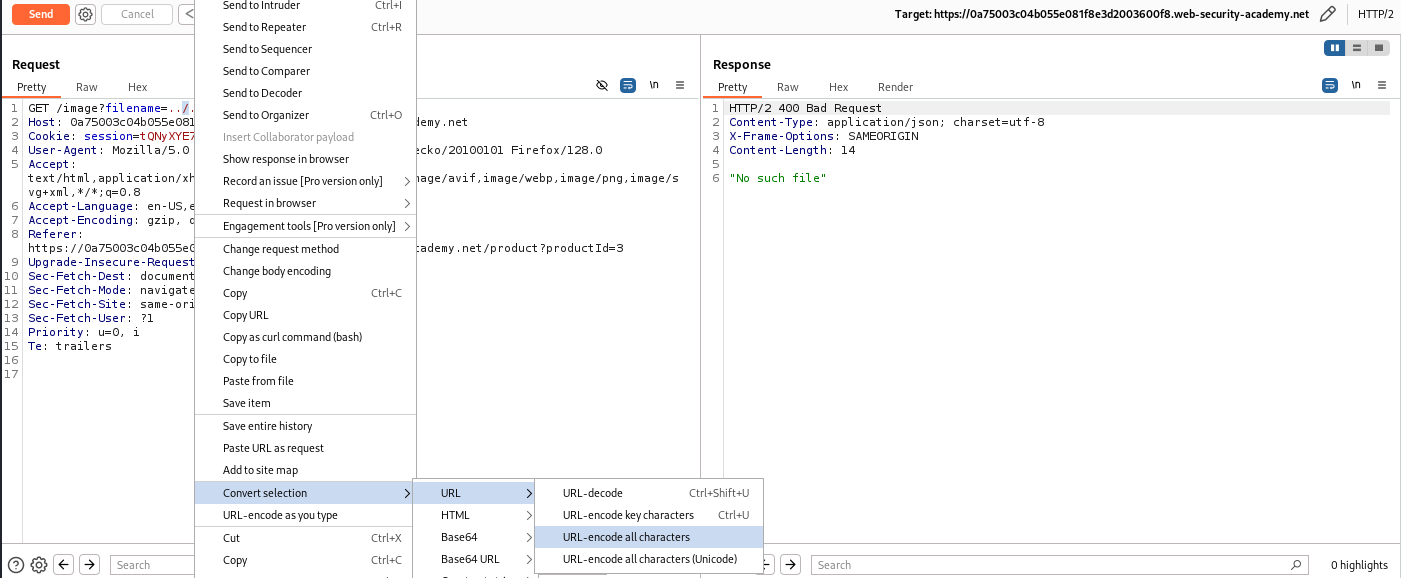 Send
Cancel
<
Target: https://0a75003c04b055e081f8e3d2003600f8.web-security-academy.net
HTTP/2
Request
Pretty
Raw
Hex
\n
1 GET /image?filename=../.
2 Host: 0a75003c04b055e081
demy.net
3 Cookie: session=tQNyXYE7
4 User-Agent: Mozilla/5.0
cko/20100101 Firefox/128.0
5 Accept:
text/html,application/xh
mage/avif,image/webp,image/png,image/s
vg+xml,*/*;q=0.8
6 Accept-Language: en-US,e
7 Accept-Encoding: gzip, d
8 Referer:
https://0a75003c04b055e0
cademy.net/product?productId=3
9 Upgrade-Insecure-Request
10 Sec-Fetch-Dest: document
11 Sec-Fetch-Mode: navigate
12 Sec-Fetch-Site: same-ori
13 Sec-Fetch-User: ?1
14 Priority: u=0, i
15 Te: trailers
16
17
Send to Intruder Ctrl+I
Send to Repeater Ctrl+R
Send to Sequencer
Send to Comparer
Send to Decoder
Send to Organizer Ctrl+O
Insert Collaborator payload
Show response in browser
Record an issue [Pro version only]
Request in browser
Engagement tools [Pro version only]
Change request method
Change body encoding
Copy Ctrl+C
Copy URL
Copy as curl command (bash)
Copy to file
Paste from file
Save item
Save entire history
Paste URL as request
Add to site map
Convert selection
URL-encode as you type
Cut Ctrl+X
Copy Ctrl+C
URL
HTML
Base64
Base64 URL
URL-decode Ctrl+Shift+U
URL-encode key characters Ctrl+U
URL-encode all characters
URL-encode all characters (Unicode)
Response
Pretty
Raw
Hex
Render
\n
1 HTTP/2 400 Bad Request
2 Content-Type: application/json; charset=utf-8
3 X-Frame-Options: SAMEORIGIN
4 Content-Length: 14
5
6 "No such file"
Search
Search
0 highlights